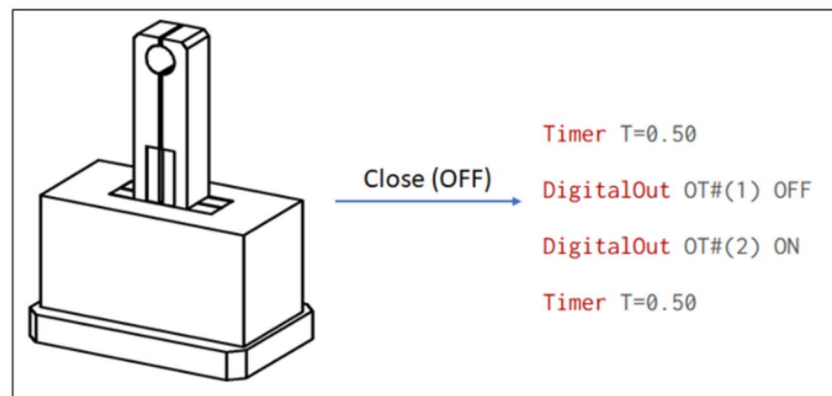 Close (OFF)
Timer T=0.50
DigitalOut OT#(1) OFF
DigitalOut OT#(2) ON
Timer T=0.50